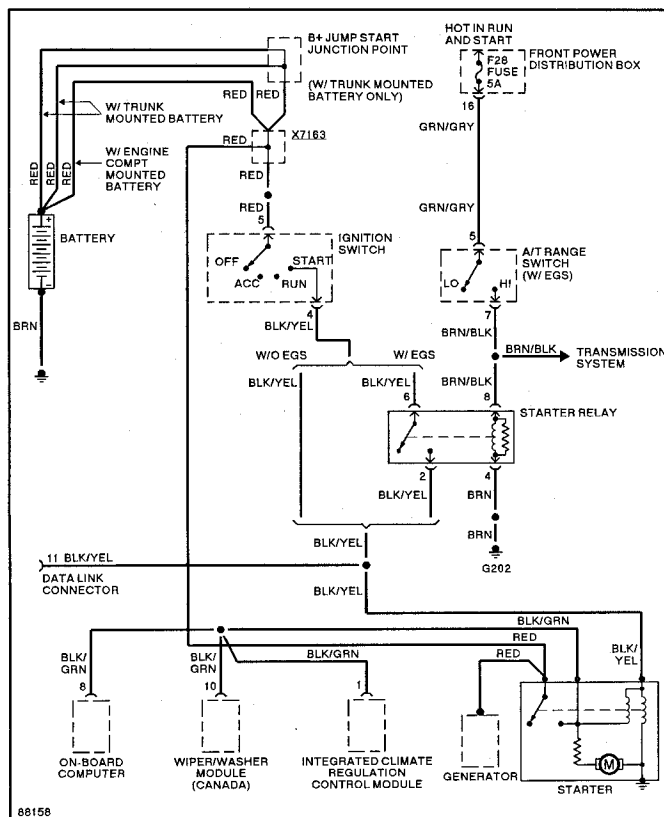 B+ JUMP START
JUNCTION POINT
(W/TRUNK MOUNTED
BATTERY ONLY)
HOT IN RUN
AND START
F28
FUSE
5A
FRONT POWER
DISTRIBUTION BOX
16
GRN/GRY
GRN/GRY
W/TRUNK
MOUNTED BATTERY
W/ENGINE
COMPT
MOUNTED
BATTERY
RED
RED
RED
RED
RED
RED
X7163
RED
RED
5
BATTERY
+
-
BRN
OFF
ACC
RUN
START
IGNITION
SWITCH
4
BLK/YEL
5
A/T RANGE
SWITCH
(W/EGS)
LO
HI
7
BRN/BLK
BRN/BLK
TRANSMISSION
SYSTEM
W/O EGS
W/EGS
BLK/YEL
BLK/YEL
BRN/BLK
6
8
STARTER RELAY
2
4
BLK/YEL
BRN
BRN
G202
BLK/YEL
11 BLK/YEL
DATA LINK
CONNECTOR
BLK/YEL
BLK/GRN
RED
BLK/
GRN
BLK/
GRN
BLK/GRN
RED
BLK/
YEL
8
10
1
ON-BOARD
COMPUTER
WIPER/WASHER
MODULE
(CANADA)
INTEGRATED CLIMATE
REGULATION
CONTROL MODULE
GENERATOR
M
STARTER
88158